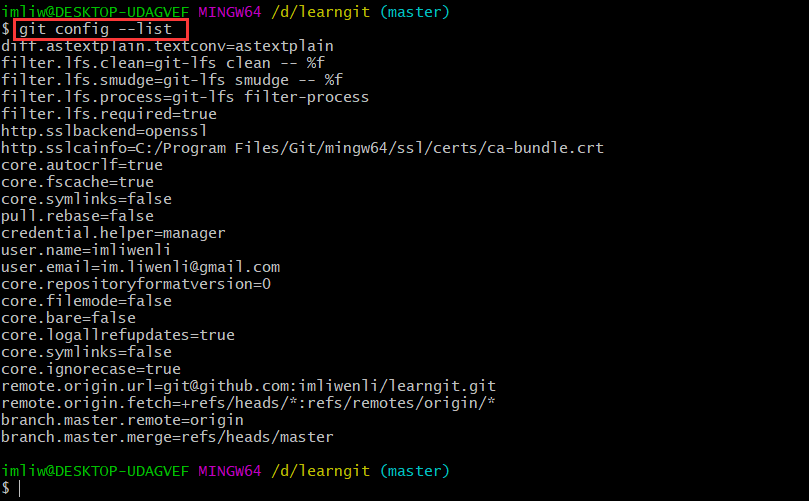 imliw@DESKTOP-UDAGVEF MINGW64 /d/learngit (master)
$ git config --list
diff.astextplain.textconv=astextplain
filter.lfs.clean=git-lfs clean -- %f
filter.lfs.smudge=git-lfs smudge -- %f
filter.lfs.process=git-lfs filter-process
filter.lfs.required=true
http.sslbackend=openssl
http.sslcainfo=C:/Program Files/Git/mingw64/ssl/certs/ca-bundle.crt
core.autocrlf=true
core.fscache=true
core.symlinks=false
pull.rebase=false
credential.helper=manager
user.name=imliwenli
user.email=im.liwenli@gmail.com
core.repositoryformatversion=0
core.filemode=false
core.bare=false
core.logallrefupdates=true
core.symlinks=false
core.ignorecase=true
remote.origin.url=git@github.com:imliwenli/learngit.git
remote.origin.fetch=+refs/heads/*:refs/remotes/origin/*
branch.master.remote=origin
branch.master.merge=refs/heads/master
imliw@DESKTOP-UDAGVEF MINGW64 /d/learngit (master)
$